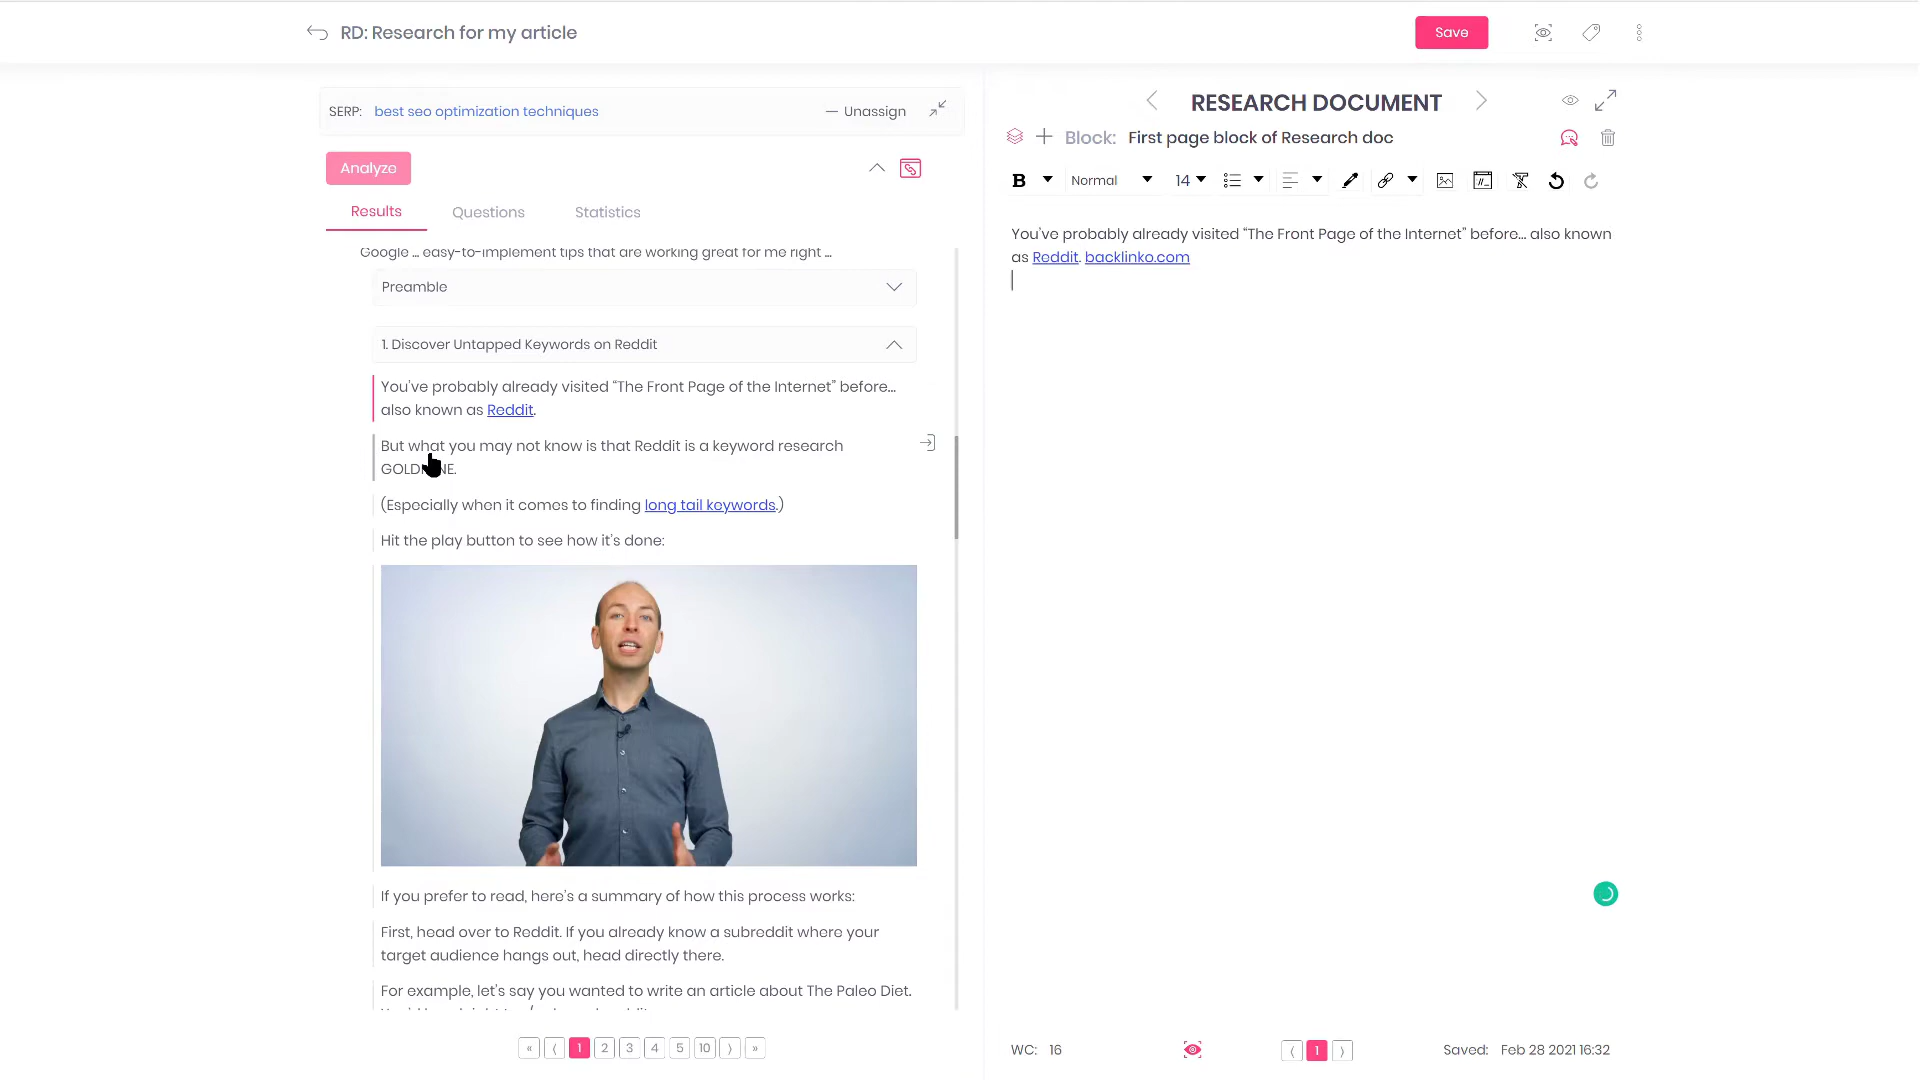 RD: Research for my article
Save
SERP: best seo optimization techniques
Unassign
Analyze
Results
Questions
Statistics
Google ... easy-to-implement tips that are working great for me right ...
Preamble
1. Discover Untapped Keywords on Reddit
You've probably already visited “The Front Page of the Internet” before...
also known as Reddit.
But what you may not know is that Reddit is a keyword research
(Especially when it comes to finding long tail keywords.)
Hit the play button to see how it's done:
If you prefer to read, here's a summary of how this process works:
First, head over to Reddit. If you already know a subreddit where your
target audience hangs out, head directly there.
For example, let's say you wanted to write an article about The Paleo Diet.
« ⟨ 1 2 3 4 5 10 ⟩ »
RESEARCH DOCUMENT
Block: First page block of Research doc
B Normal 14
You've probably already visited “The Front Page of the Internet” before... also known
as Reddit. backlinko.com
WC: 16
⟨ 1 ⟩
Saved: Feb 28 2021 16:32